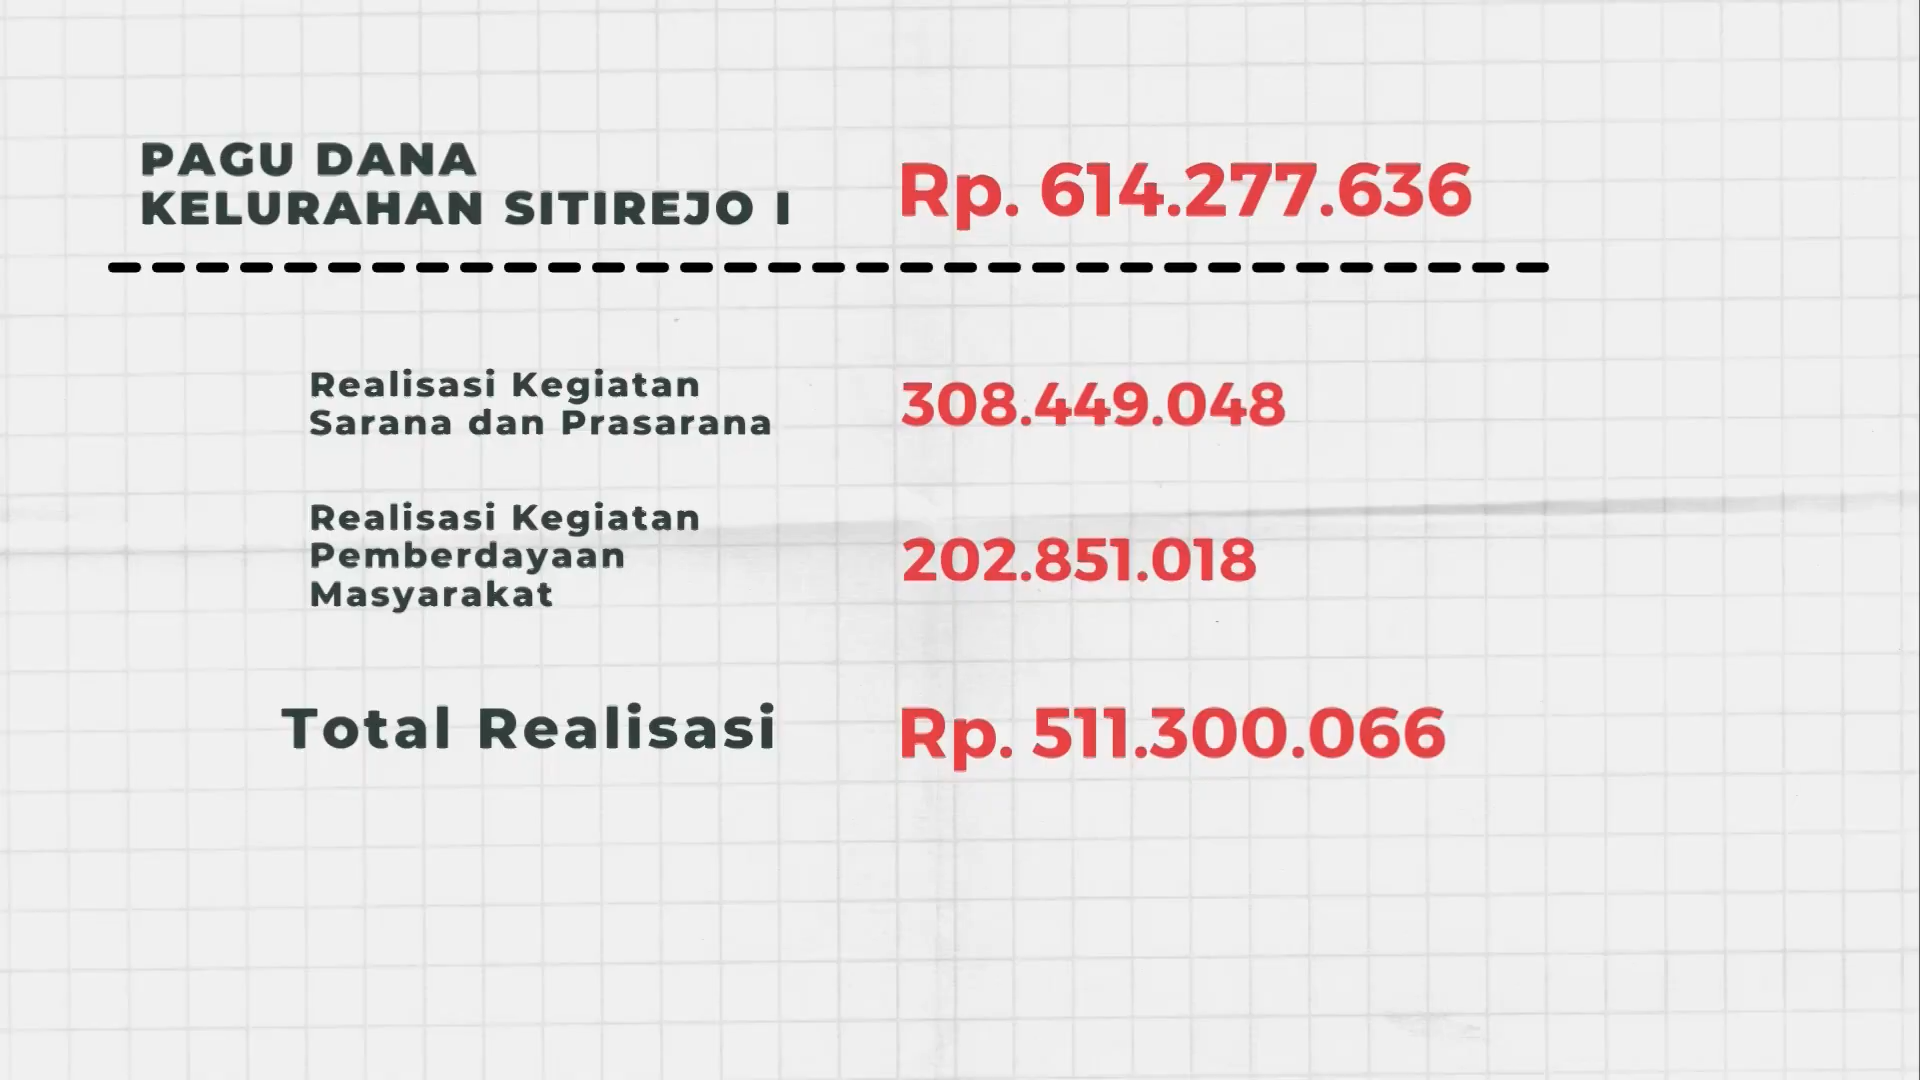 PAGU DANA
KELURAHAN SITIREJO I
Rp. 614.277.636
Realisasi Kegiatan
Sarana dan Prasarana
308.449.048
Realisasi Kegiatan
Pemberdayaan
Masyarakat
202.851.018
Total Realisasi
Rp. 511.300.066